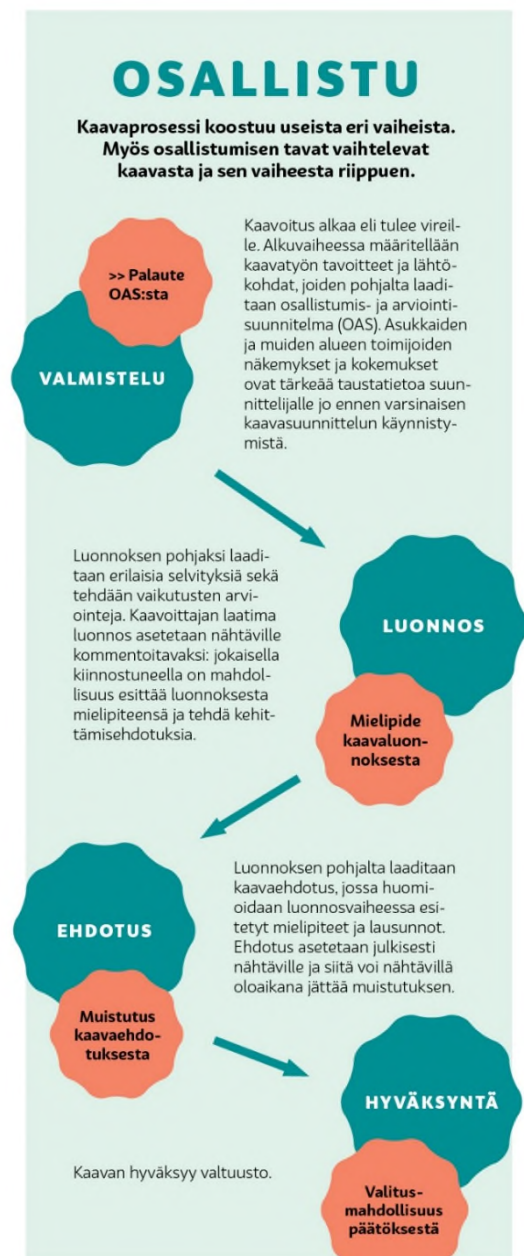 OSALLISTU
Kaavaprosessi koostuu useista eri vaiheista.
Myös osallistumisen tavat vaihtelevat
kaavasta ja sen vaiheesta riippuen.
>> Palaute
OAS:sta
VALMISTELU
Kaavoitus alkaa eli tulee vireil-
le. Alkuvaiheessa määritellään
kaavatyön tavoitteet ja lähtö-
kohdat, joiden pohjalta laadi-
taan osallistumis- ja arviointi-
suunnitelma (OAS). Asukkaiden
ja muiden alueen toimijoiden
näkemykset ja kokemukset
ovat tärkeää taustatietoa suun-
nittelijalle jo ennen varsinaisen
kaavasuunnittelun käynnisty-
mistä.
Luonnoksen pohjaksi laadi-
taan erilaisia selvityksiä sekä
tehdään vaikutusten arvi-
ointeja. Kaavoittajan laatima
luonnos asetetaan nähtäville
kommentoitavaksi: jokaisella
kiinnostuneella on mahdol-
lisuus esittää luonnoksesta
mielipiteensä ja tehdä kehit-
tämisehdotuksia.
LUONNOS
Mielipide
kaavaluon-
noksesta
EHDOTUS
Muistutus
kaavaehdo-
tuksesta
Luonnoksen pohjalta laaditaan
kaavaehdotus, jossa huomi-
oidaan luonnosvaiheessa esi-
tetyt mielipiteet ja lausunnot.
Ehdotus asetetaan julkisesti
nähtäville ja siitä voi nähtävillä
oloaikana jättää muistutuksen.
HYVÄKSYNTÄ
Kaavan hyväksyy valtuusto.
Valitus-
mahdollisuus
päätöksestä